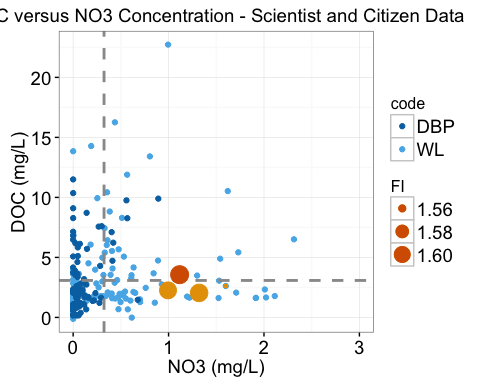 C versus NO3 Concentration - Scientist and Citizen Data
DOC (mg/L)
20
15
10
5
0
0 1 2 3
NO3 (mg/L)
code
DBP
WL
FI
1.56
1.58
1.60